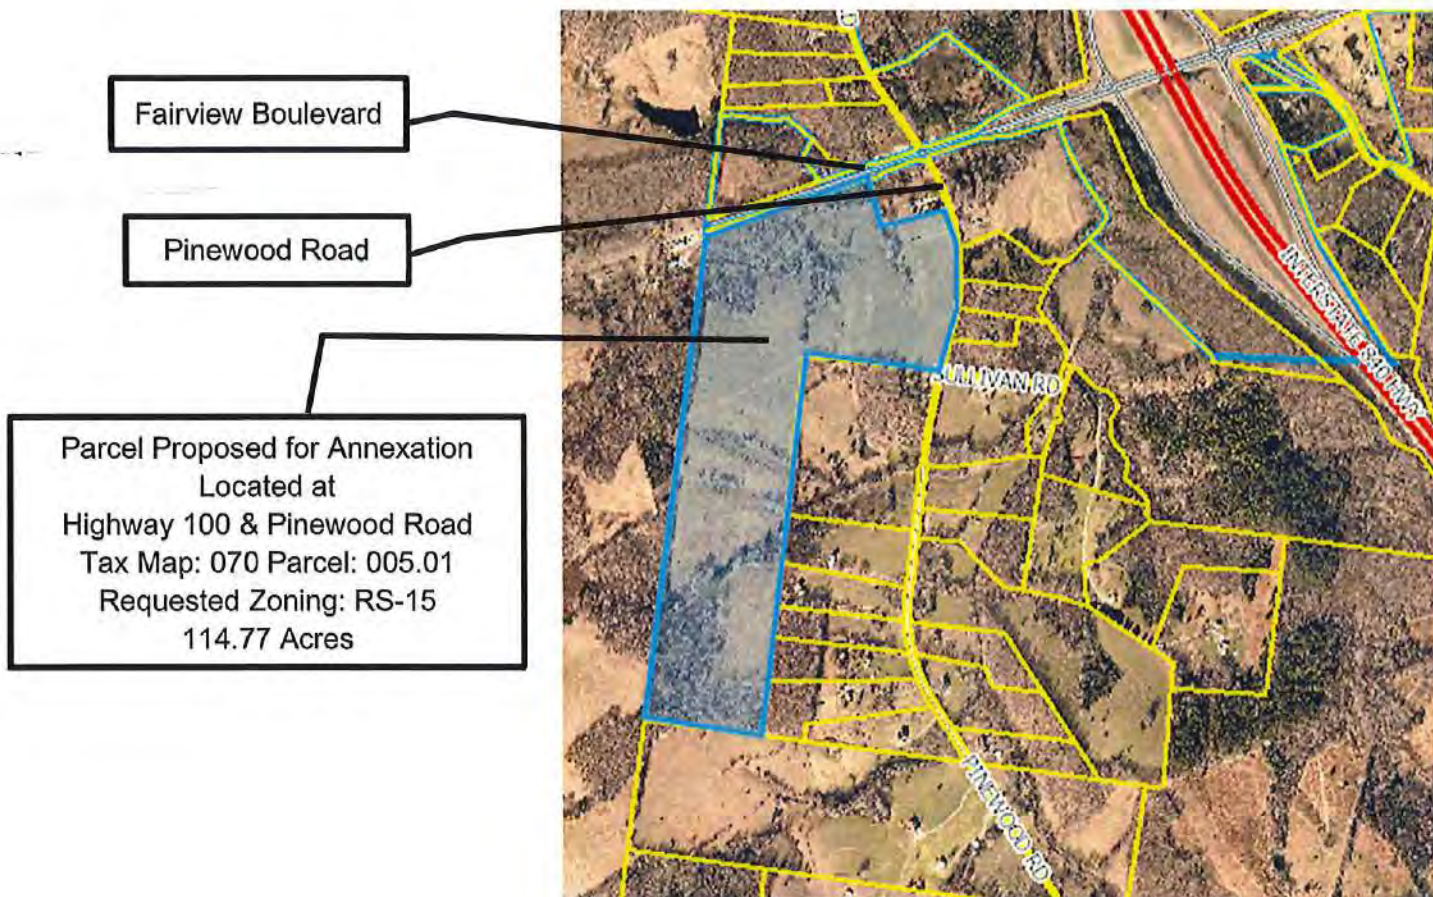 Fairview Boulevard
Pinewood Road
Parcel Proposed for Annexation
Located at
Highway 100 & Pinewood Road
Tax Map: 070 Parcel: 005.01
Requested Zoning: RS-15
114.77 Acres
SULLIVAN RD
INTERSTATE 840 HWY
PINEWOOD RD